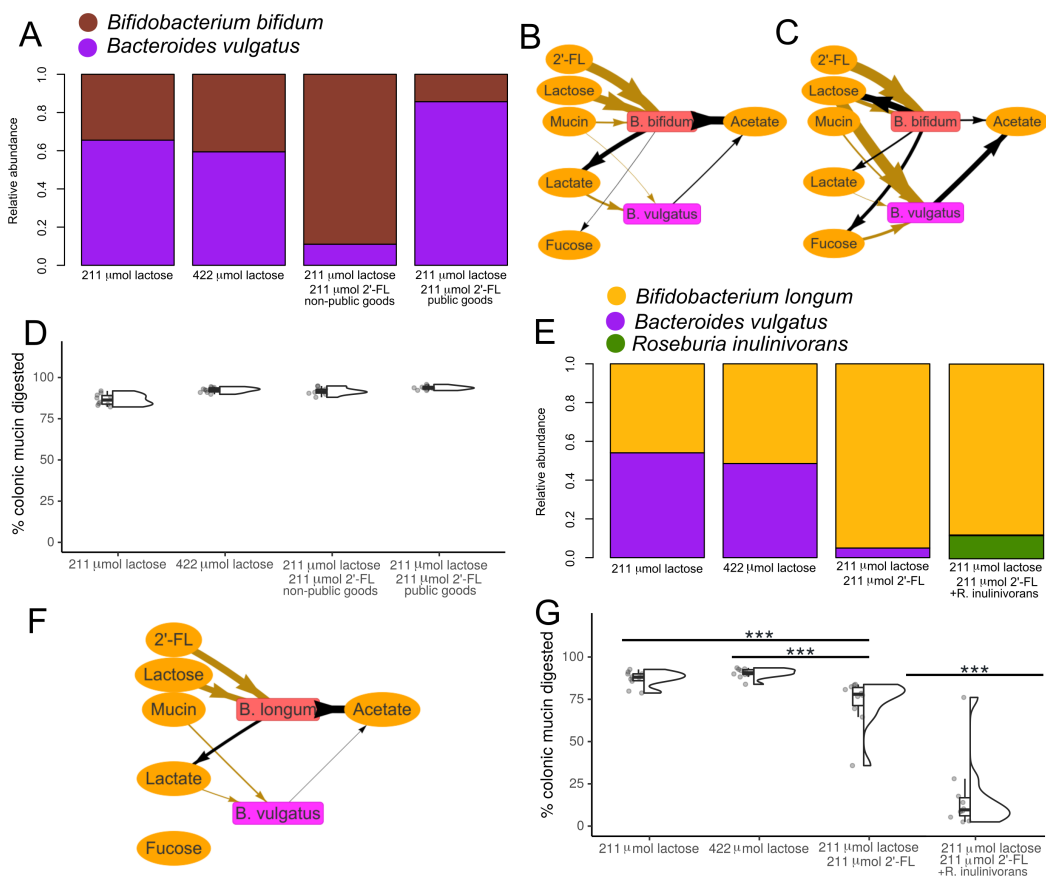 A
Bifidobacterium bifidum
Bacteroides vulgatus
Relative abundance
1.0
0.8
0.6
0.4
0.2
0.0
211 μmol lactose
422 μmol lactose
211 μmol lactose
211 μmol 2'-FL
non-public goods
211 μmol lactose
211 μmol 2'-FL
public goods
B
2'-FL
Lactose
Mucin
B. bifidum
Acetate
Lactate
B. vulgatus
Fucose
C
2'-FL
Lactose
Mucin
B. bifidum
Acetate
Lactate
B. vulgatus
Fucose
D
% colonic mucin digested
100
75
50
25
0
211 μmol lactose
422 μmol lactose
211 μmol lactose
211 μmol 2'-FL
non-public goods
211 μmol lactose
211 μmol 2'-FL
public goods
E
Bifidobacterium longum
Bacteroides vulgatus
Roseburia inulinivorans
Relative abundance
1.0
0.8
0.6
0.4
0.2
0.0
211 μmol lactose
422 μmol lactose
211 μmol lactose
211 μmol 2'-FL
211 μmol lactose
211 μmol 2'-FL
+R. inulinivorans
F
2'-FL
Lactose
Mucin
B. longum
Acetate
Lactate
B. vulgatus
Fucose
G
% colonic mucin digested
100
75
50
25
0
***
***
***
211 μmol lactose
422 μmol lactose
211 μmol lactose
211 μmol 2'-FL
211 μmol lactose
211 μmol 2'-FL
+R. inulinivorans